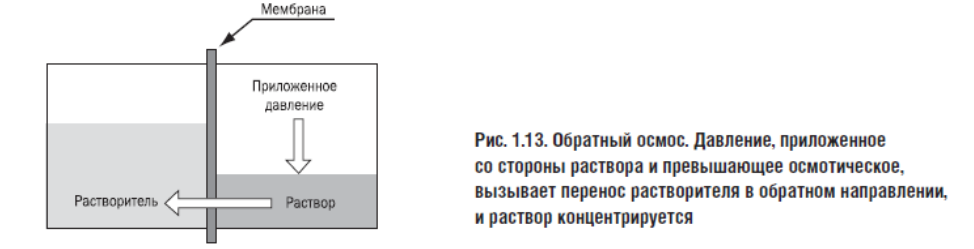 Мембрана
Приложенное
давление
Растворитель
Раствор
Рис. 1.13. Обратный осмос. Давление, приложенное
со стороны раствора и превышающее осмотическое,
вызывает перенос растворителя в обратном направлении,
и раствор концентрируется